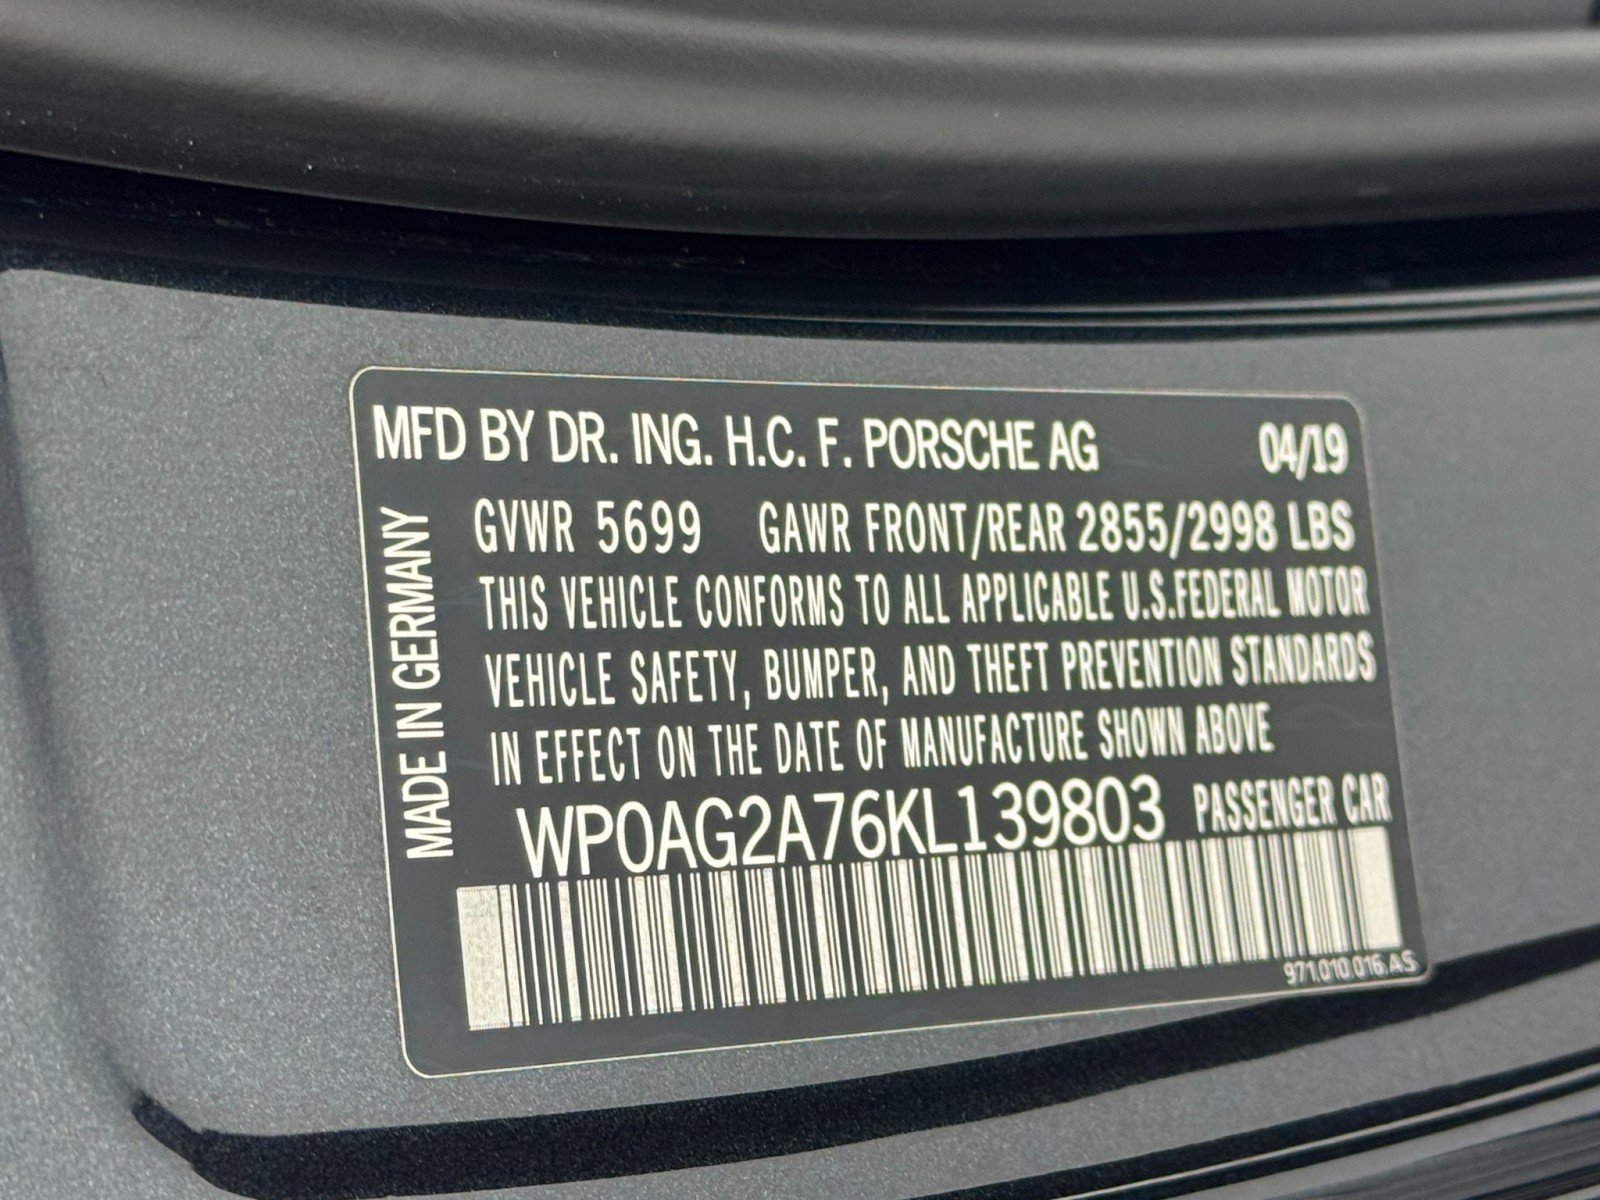 MFD BY DR. ING. H.C. F. PORSCHE AG 04/19
GVWR 5699 GAWR FRONT/REAR 2855/2998 LBS
THIS VEHICLE CONFORMS TO ALL APPLICABLE U.S.FEDERAL MOTOR
VEHICLE SAFETY, BUMPER, AND THEFT PREVENTION STANDARDS
IN EFFECT ON THE DATE OF MANUFACTURE SHOWN ABOVE
WP0AG2A76KL139803 PASSENGER CAR
971.010.016.AS
MADE IN GERMANY